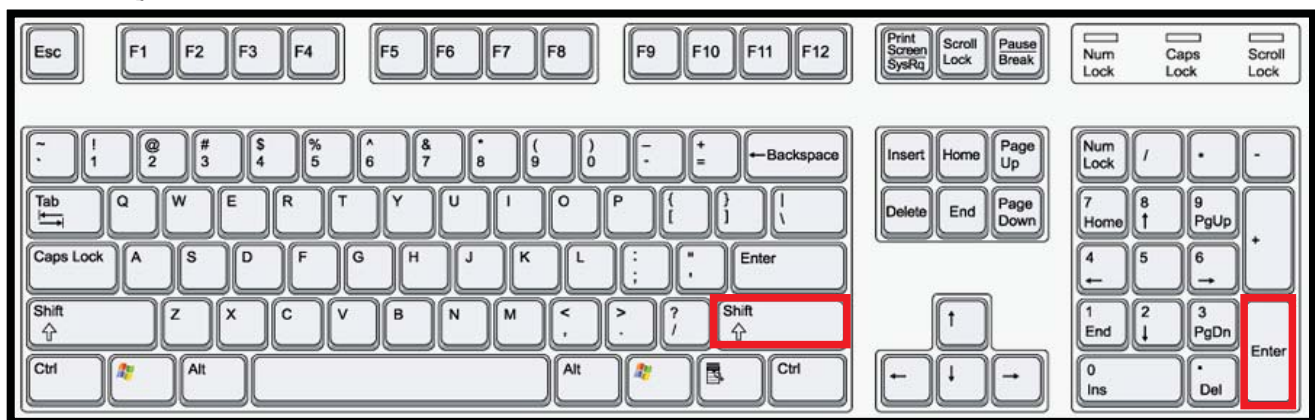 Esc F1 F2 F3 F4 F5 F6 F7 F8 F9 F10 F11 F12 Print Scroll Pause
Screen Lock Break
SysRq
Num Caps Scroll
Lock Lock Lock
~ ! @ # $ % ^ & * ( ) – +
` 1 2 3 4 5 6 7 8 9 0 - = ←Backspace
Insert Home Page Up
Num Lock / * -
Tab Q W E R T Y U I O P { } |
[ ] \
Delete End Page Down
7 8 9
Home ↑ PgUp +
Caps Lock A S D F G H J K L : " Enter
; '
4 5 6
← →
Shift Z X C V B N M < > ? Shift
⇧ , . / ⇧
↑
1 2 3
End ↓ PgDn Enter
Ctrl Alt Alt Ctrl
← ↓ →
0 .
Ins Del